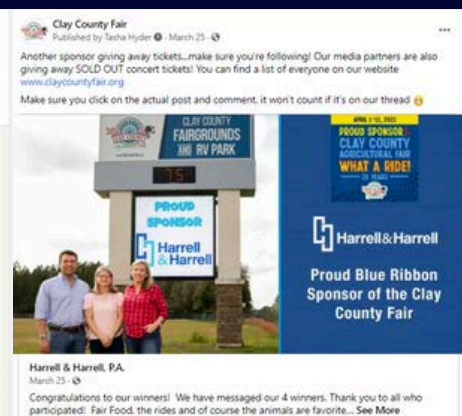 Clay County Fair
Published by Tasha Hyder · March 25 ·
Another sponsor giving away tickets...make sure you're following! Our media partners are also
giving away SOLD OUT concert tickets! You can find a list of everyone on our website
www.claycountyfair.org
Make sure you click on the actual post and comment, it won't count if it's on our thread
CLAY COUNTY
FAIRGROUNDS
AND RV PARK
75
PROUD
SPONSOR
Harrell
& Harrell
PROUD SPONSOR
CLAY COUNTY
AGRICULTURAL FAIR
WHAT A RIDE!
Harrell&Harrell
Proud Blue Ribbon
Sponsor of the Clay
County Fair
Harrell & Harrell, P.A.
March 25 ·
Congratulations to our winners! We have messaged our 4 winners. Thank you to all who
participated! Fair Food, the rides and of course the animals are favorite... See More